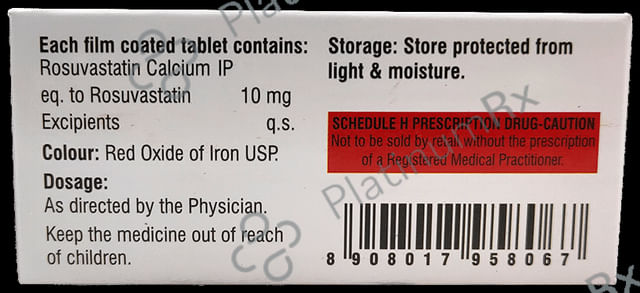 Each film coated tablet contains:
Rosuvastatin Calcium IP
eq. to Rosuvastatin 10 mg
Excipients q.s.
Colour: Red Oxide of Iron USP.
Dosage:
As directed by the Physician.
Keep the medicine out of reach
of children.
Storage: Store protected from
light & moisture.
SCHEDULE H PRESCRIPTION DRUG-CAUTION
Not to be sold by retail without the prescription
of a Registered Medical Practitioner.
8 908017 958067
PlatinumRx
Pla
Rx